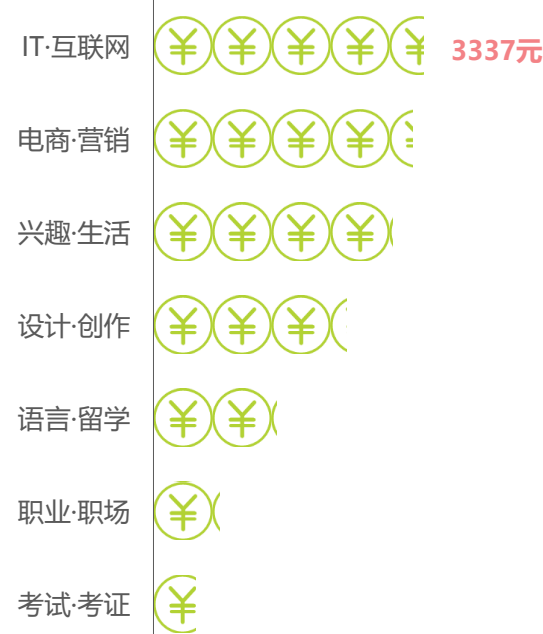 IT·互联网 3337元
电商·营销
兴趣·生活
设计·创作
语言·留学
职业·职场
考试·考证